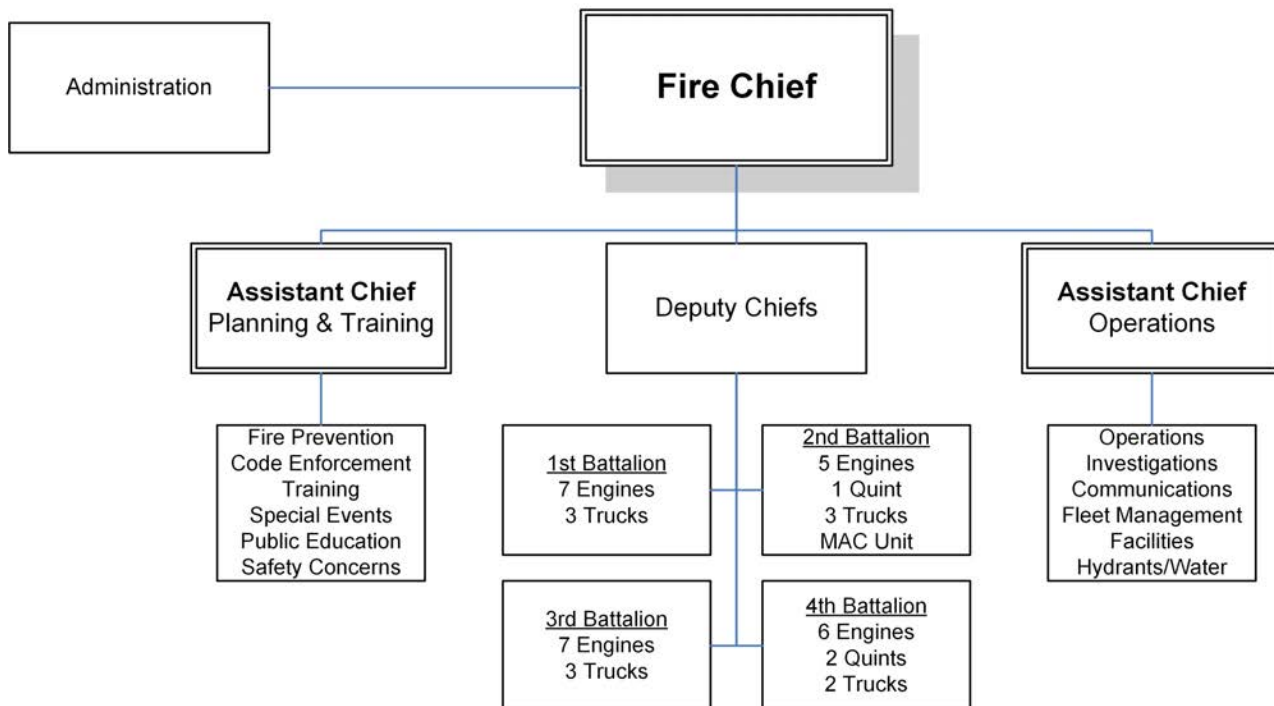 Administration
Fire Chief
Assistant Chief
Planning & Training
Deputy Chiefs
Assistant Chief
Operations
Fire Prevention
Code Enforcement
Training
Special Events
Public Education
Safety Concerns
1st Battalion
7 Engines
3 Trucks
2nd Battalion
5 Engines
1 Quint
3 Trucks
MAC Unit
Operations
Investigations
Communications
Fleet Management
Facilities
Hydrants/Water
3rd Battalion
7 Engines
3 Trucks
4th Battalion
6 Engines
2 Quints
2 Trucks